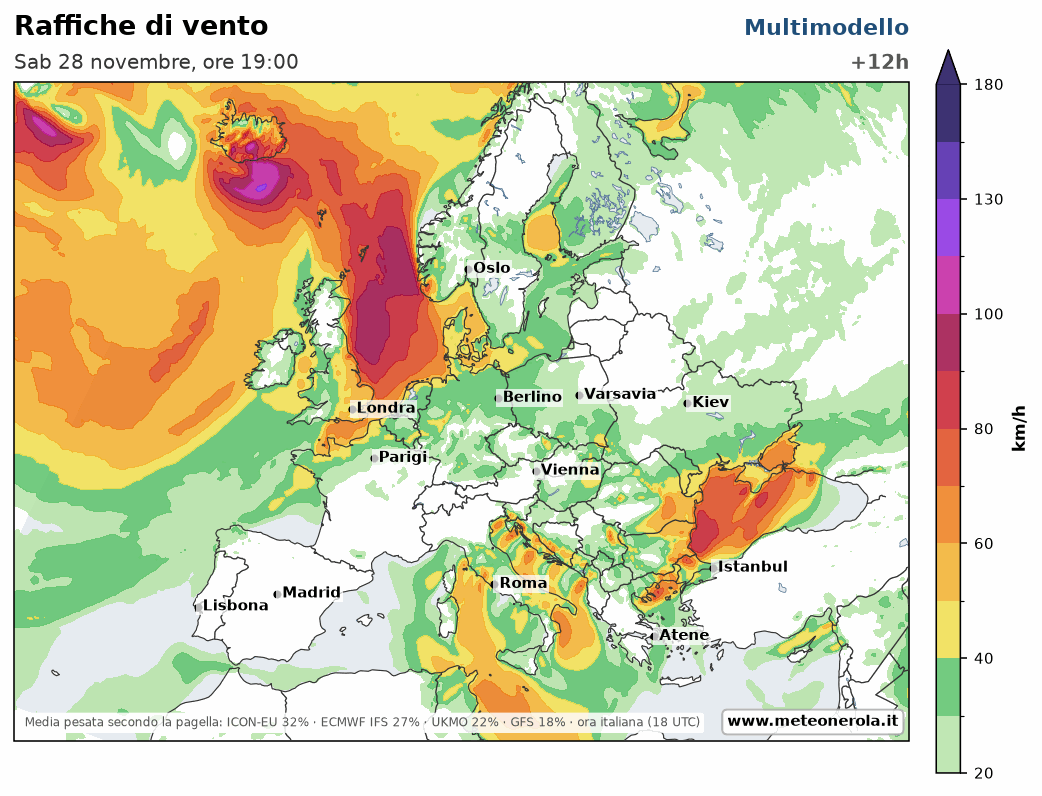 Raffiche di vento
Multimodello
Sab 28 novembre, ore 19:00
+12h
180
130
100
80
60
40
20
km/h
Oslo
Londra
Berlino
Varsavia
Kiev
Parigi
Vienna
Istanbul
Roma
Madrid
Lisbona
Atene
Media pesata secondo la pagella: ICON-EU 32% · ECMWF IFS 27% · UKMO 22% · GFS 18% · ora italiana (18 UTC)
www.meteonerola.it